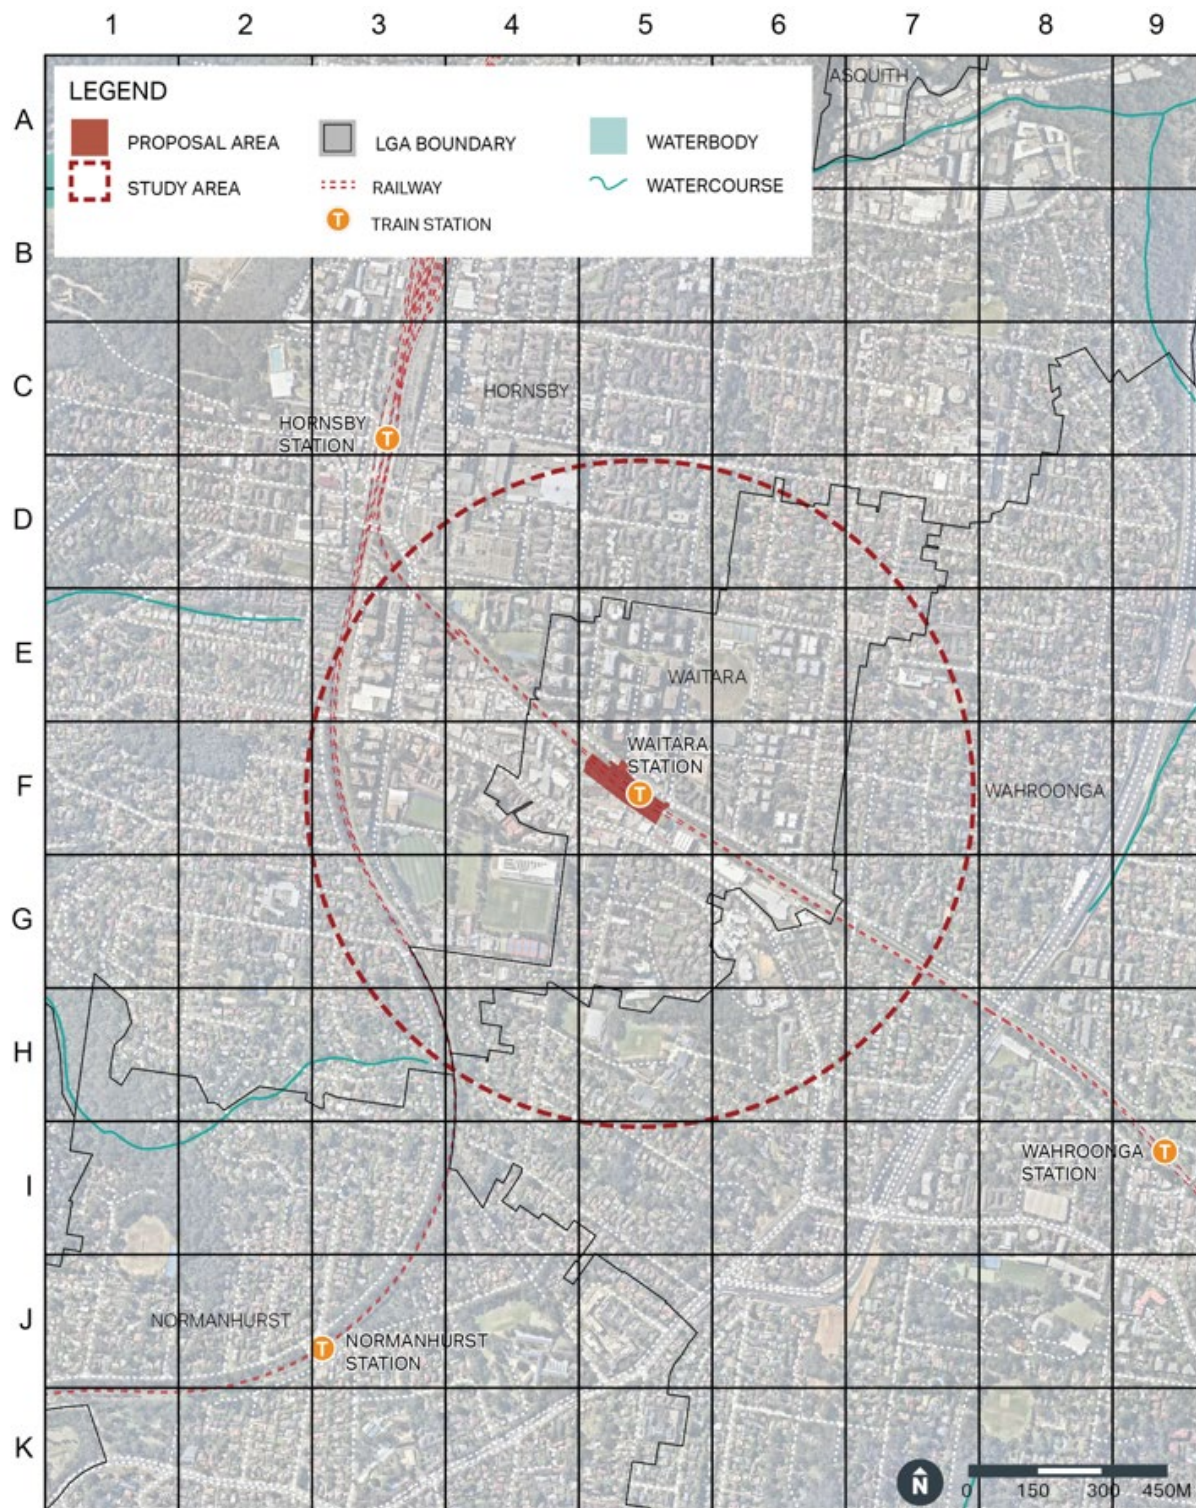 1 2 3 4 5 6 7 8 9
A
B
C
D
E
F
G
H
I
J
K
LEGEND
PROPOSAL AREA
STUDY AREA
LGA BOUNDARY
RAILWAY
T
TRAIN STATION
WATERBODY
WATERCOURSE
ASQUITH
HORNSBY
HORNSBY
STATION
T
WAITARA
WAITARA
STATION
T
WAHROONGA
WAHROONGA
STATION
T
NORMANHURST
T
NORMANHURST
STATION
N
0 150 300 450M